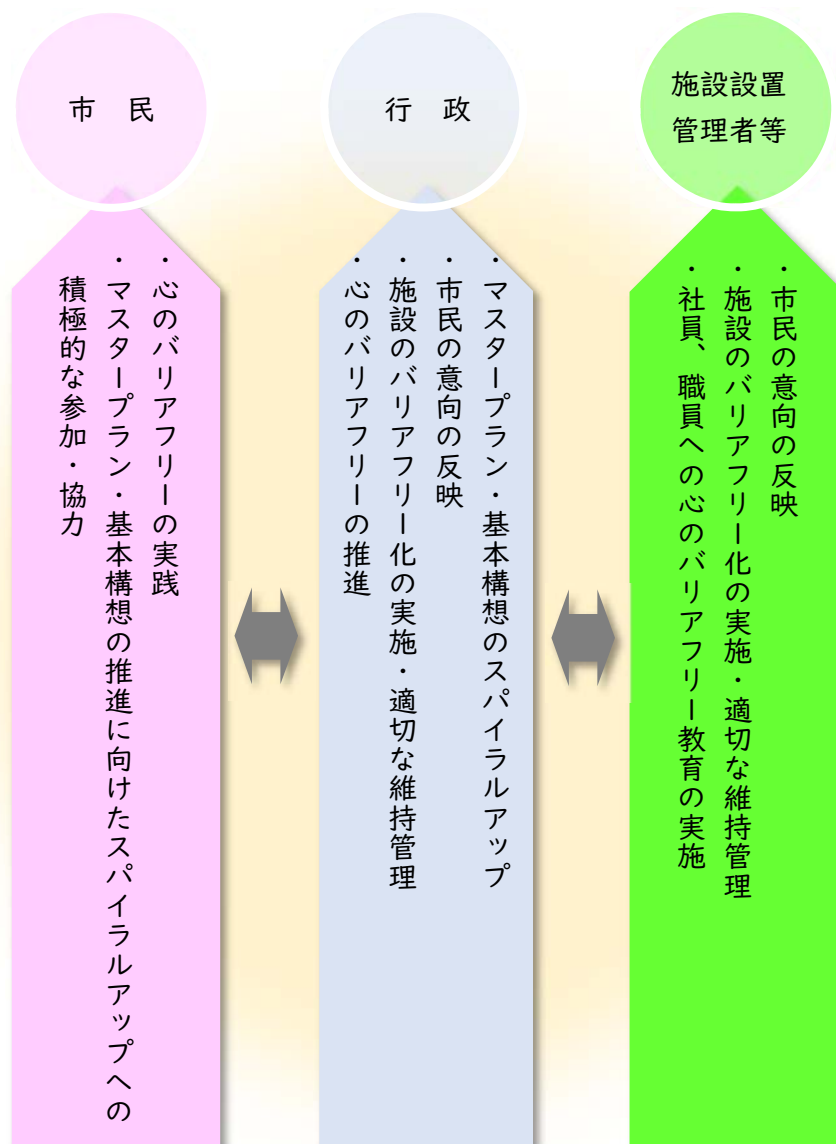 市　民
・心のバリアフリーの実践
・マスタープラン・基本構想の推進に向けたスパイラルアップへの
積極的な参加・協力
行　政
・マスタープラン・基本構想のスパイラルアップ
・市民の意向の反映
・施設のバリアフリー化の実施・適切な維持管理
・心のバリアフリーの推進
施設設置
管理者等
・市民の意向の反映
・施設のバリアフリー化の実施・適切な維持管理
・社員、職員への心のバリアフリー教育の実施